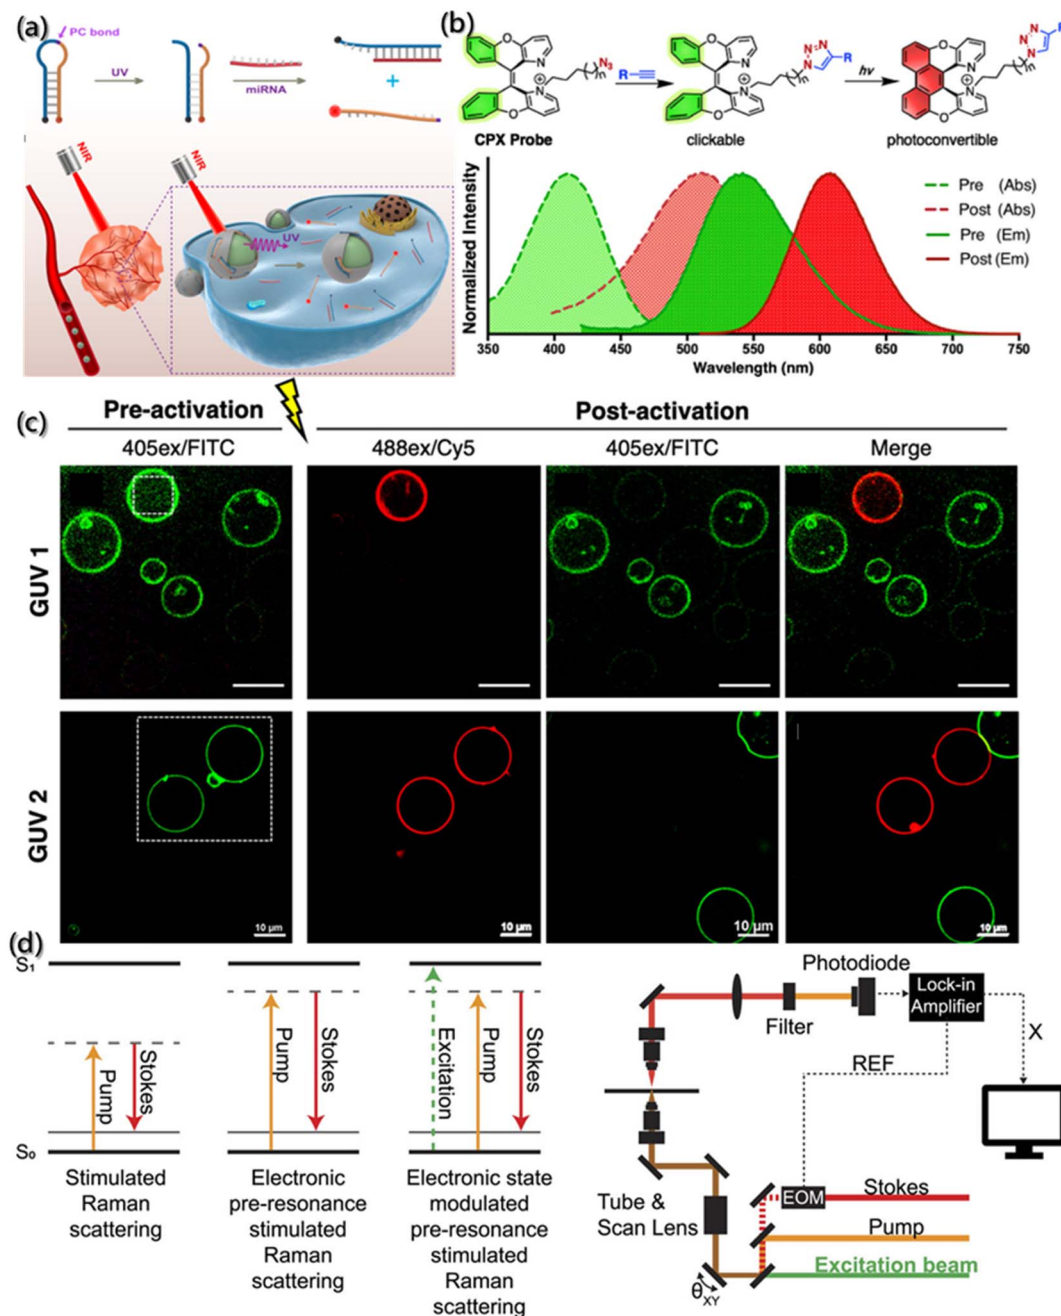 (a)
PC bond
UV
miRNA
+
NIR
NIR
UV
(b)
N₃
n
R
N=N
N
R
n
hν
N=N
N
R
n
CPX Probe
clickable
photoconvertible
Normalized Intensity
Pre (Abs)
Post (Abs)
Pre (Em)
Post (Em)
350 400 450 500 550 600 650 700 750
Wavelength (nm)
(c)
Pre-activation
Post-activation
405ex/FITC
488ex/Cy5
405ex/FITC
Merge
GUV 1
GUV 2
10 μm
10 μm
10 μm
10 μm
(d)
S₁
S₀
Pump
Stokes
Stimulated
Raman
scattering
Pump
Stokes
Electronic
pre-resonance
stimulated
Raman
scattering
Excitation
Pump
Stokes
Electronic state
modulated
pre-resonance
stimulated
Raman
scattering
Photodiode
Filter
Lock-in
Amplifier
X
REF
Tube &
Scan Lens
EOM
Stokes
Pump
Excitation beam
θXY